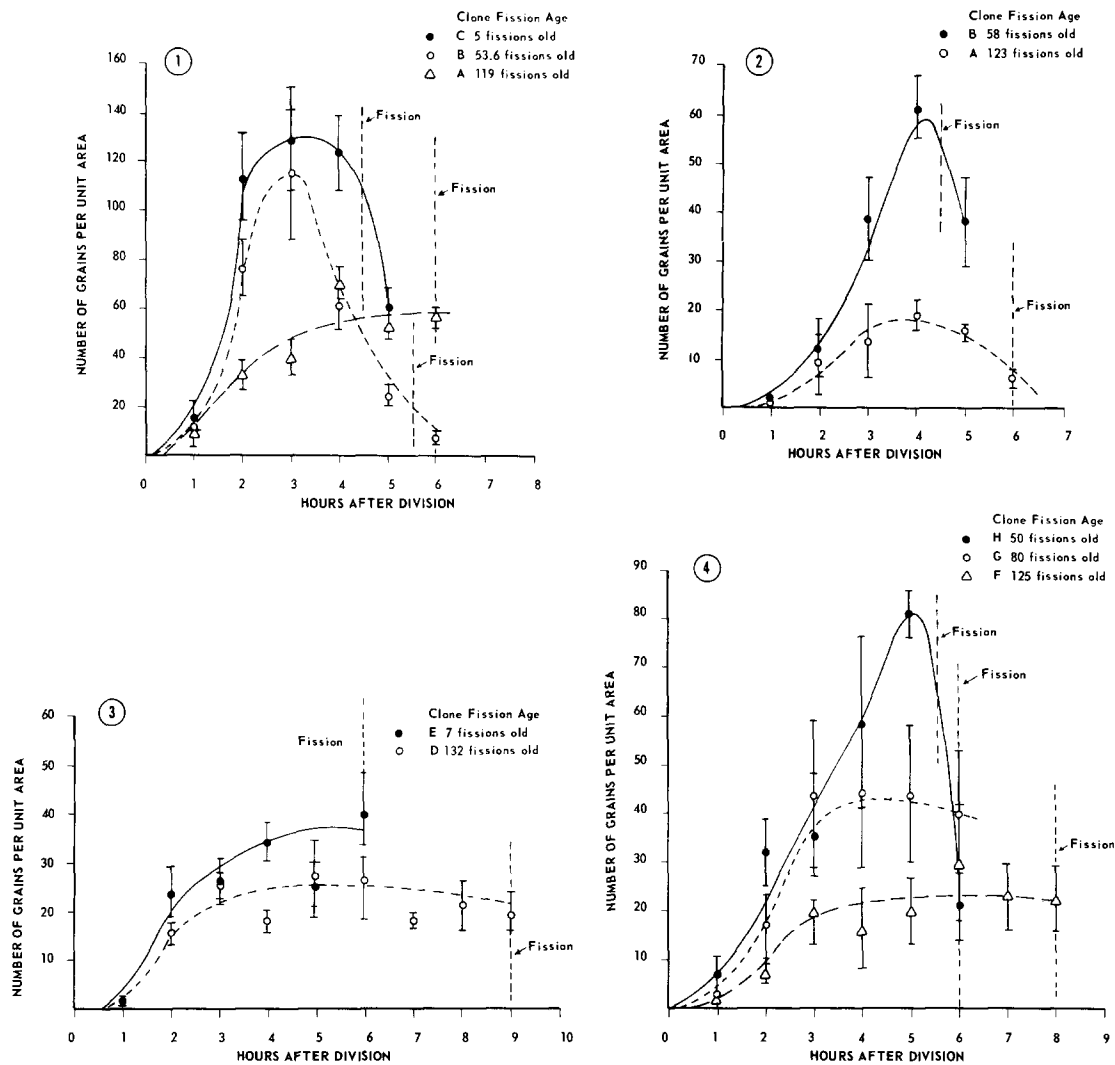 1
Clone Fission Age
C 5 fissions old
B 53.6 fissions old
A 119 fissions old
NUMBER OF GRAINS PER UNIT AREA
160
140
120
100
80
60
40
20
Fission
Fission
Fission
0 1 2 3 4 5 6 7 8
HOURS AFTER DIVISION
2
Clone Fission Age
B 58 fissions old
A 123 fissions old
NUMBER OF GRAINS PER UNIT AREA
70
60
50
40
30
20
10
Fission
Fission
0 1 2 3 4 5 6 7
HOURS AFTER DIVISION
3
Clone Fission Age
E 7 fissions old
D 132 fissions old
NUMBER OF GRAINS PER UNIT AREA
60
50
40
30
20
10
Fission
Fission
0 1 2 3 4 5 6 7 8 9 10
HOURS AFTER DIVISION
4
Clone Fission Age
H 50 fissions old
G 80 fissions old
F 125 fissions old
NUMBER OF GRAINS PER UNIT AREA
90
80
70
60
50
40
30
20
10
Fission
Fission
Fission
0 1 2 3 4 5 6 7 8 9
HOURS AFTER DIVISION